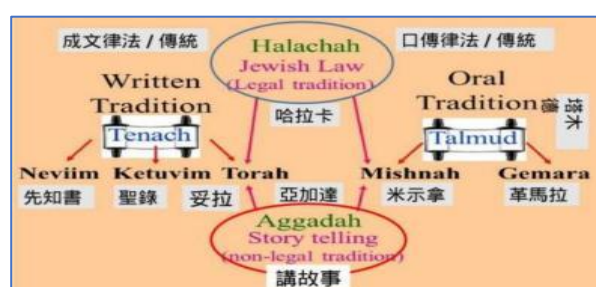 成文律法 / 傳統
Halachah
Jewish Law
(Legal tradition)
哈拉卡
口傳律法 / 傳統
Written
Tradition
Tenach
Oral
Tradition
塔木德
Talmud
Neviim Ketuvim Torah
先知書 聖錄 妥拉
亞加達
Mishnah Gemara
米示拿 革馬拉
Aggadah
Story telling
(non-legal tradition)
講故事